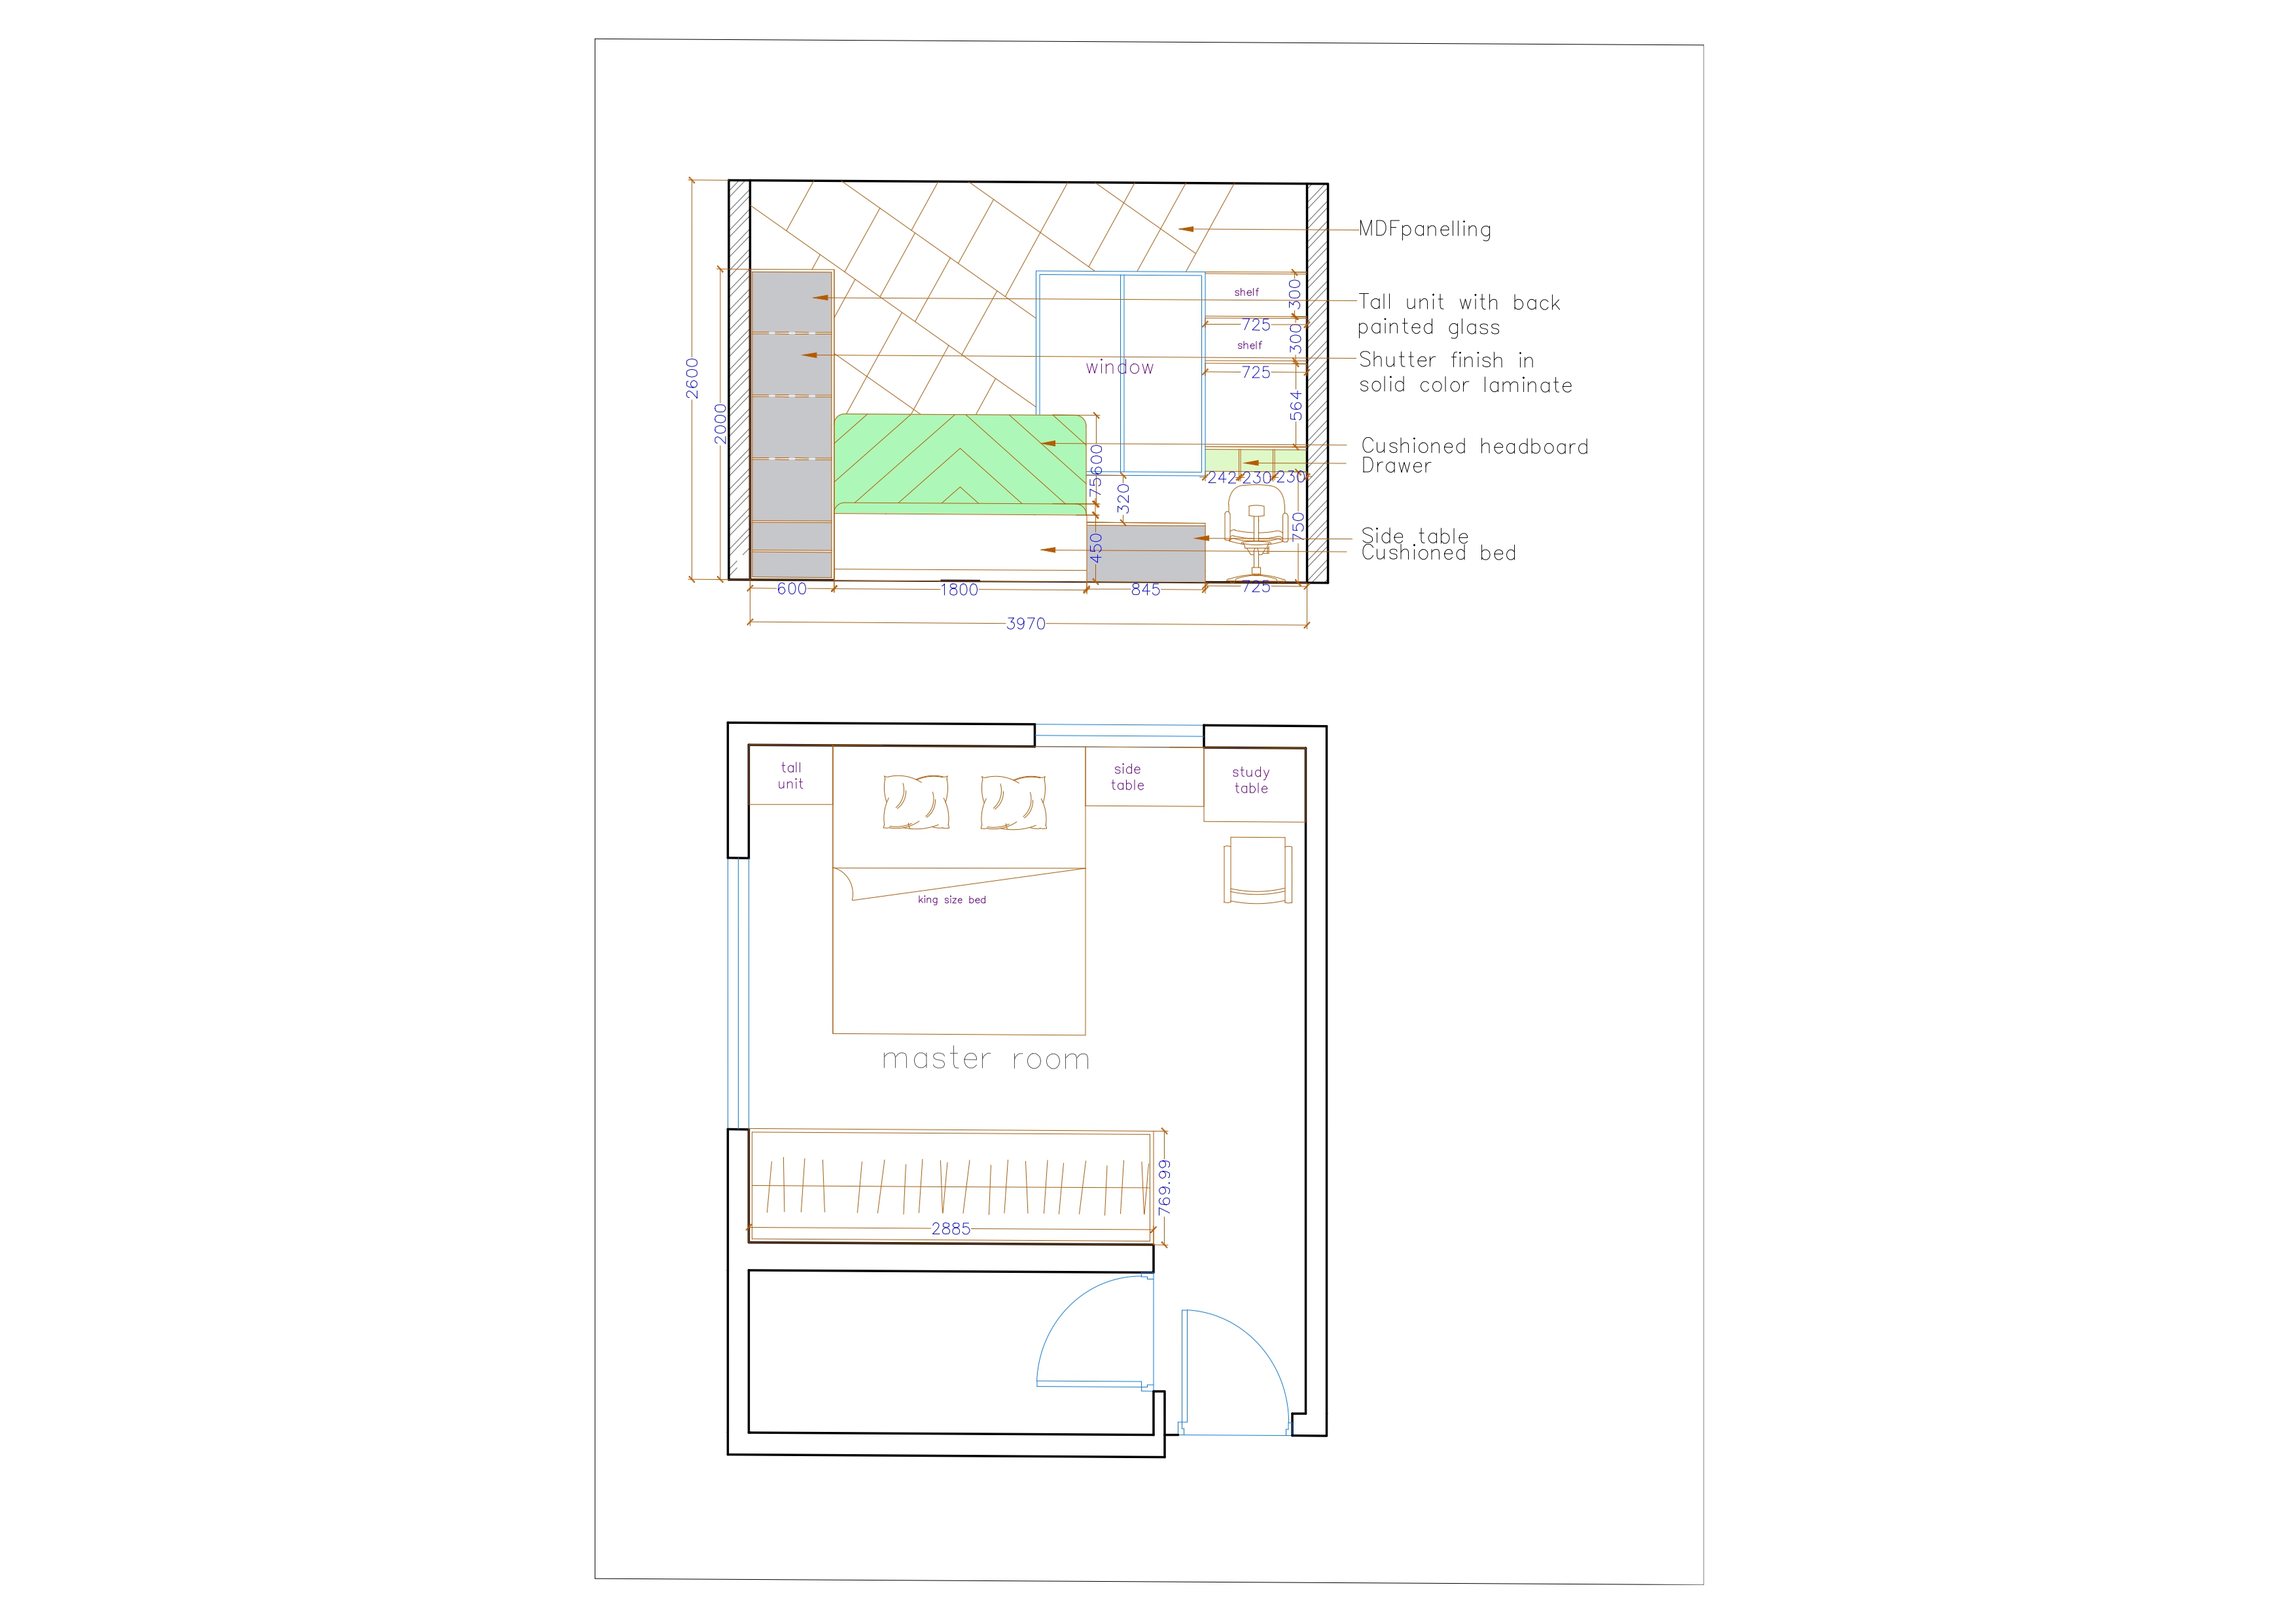 MDFpanelling
shelf
300
Tall unit with back
painted glass
725
300
shelf
Shutter finish in
solid color laminate
window
725
2600
2000
564
Cushioned headboard
Drawer
600
75
242
230
230
320
750
Side table
450
Cushioned bed
600
1800
845
725
3970
tall
unit
side
table
study
table
king size bed
master room
769.99
2885